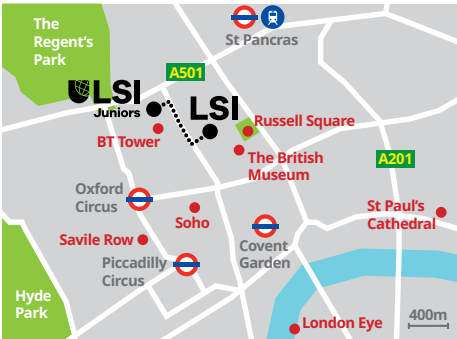 The
Regent's
Park
St Pancras
A501
LSI
Juniors
LSI
Russell Square
BT Tower
The British
Museum
A201
Oxford
Circus
Soho
St Paul's
Cathedral
Savile Row
Covent
Garden
Piccadilly
Circus
Hyde
Park
London Eye
400m